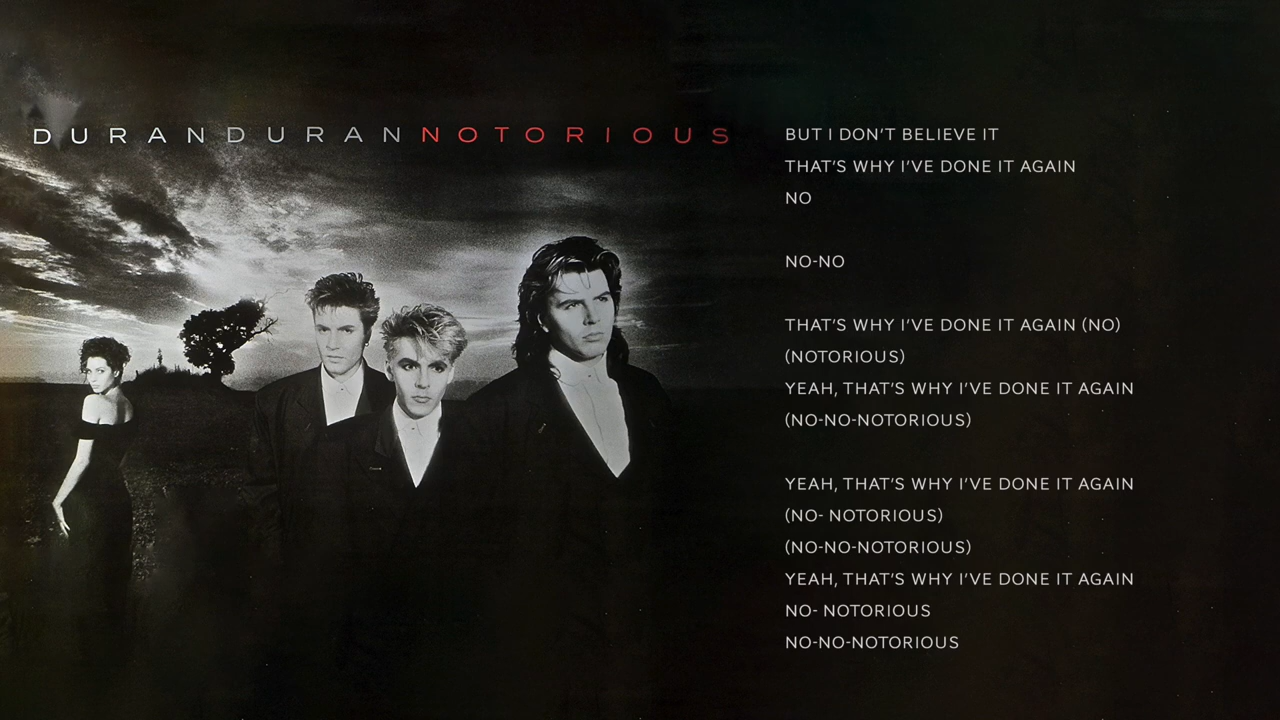 DURANDURANNOTORIOUS
BUT I DON'T BELIEVE IT
THAT'S WHY I'VE DONE IT AGAIN
NO
NO-NO
THAT'S WHY I'VE DONE IT AGAIN (NO)
(NOTORIOUS)
YEAH, THAT'S WHY I'VE DONE IT AGAIN
(NO-NO-NOTORIOUS)
YEAH, THAT'S WHY I'VE DONE IT AGAIN
(NO- NOTORIOUS)
(NO-NO-NOTORIOUS)
YEAH, THAT'S WHY I'VE DONE IT AGAIN
NO- NOTORIOUS
NO-NO-NOTORIOUS